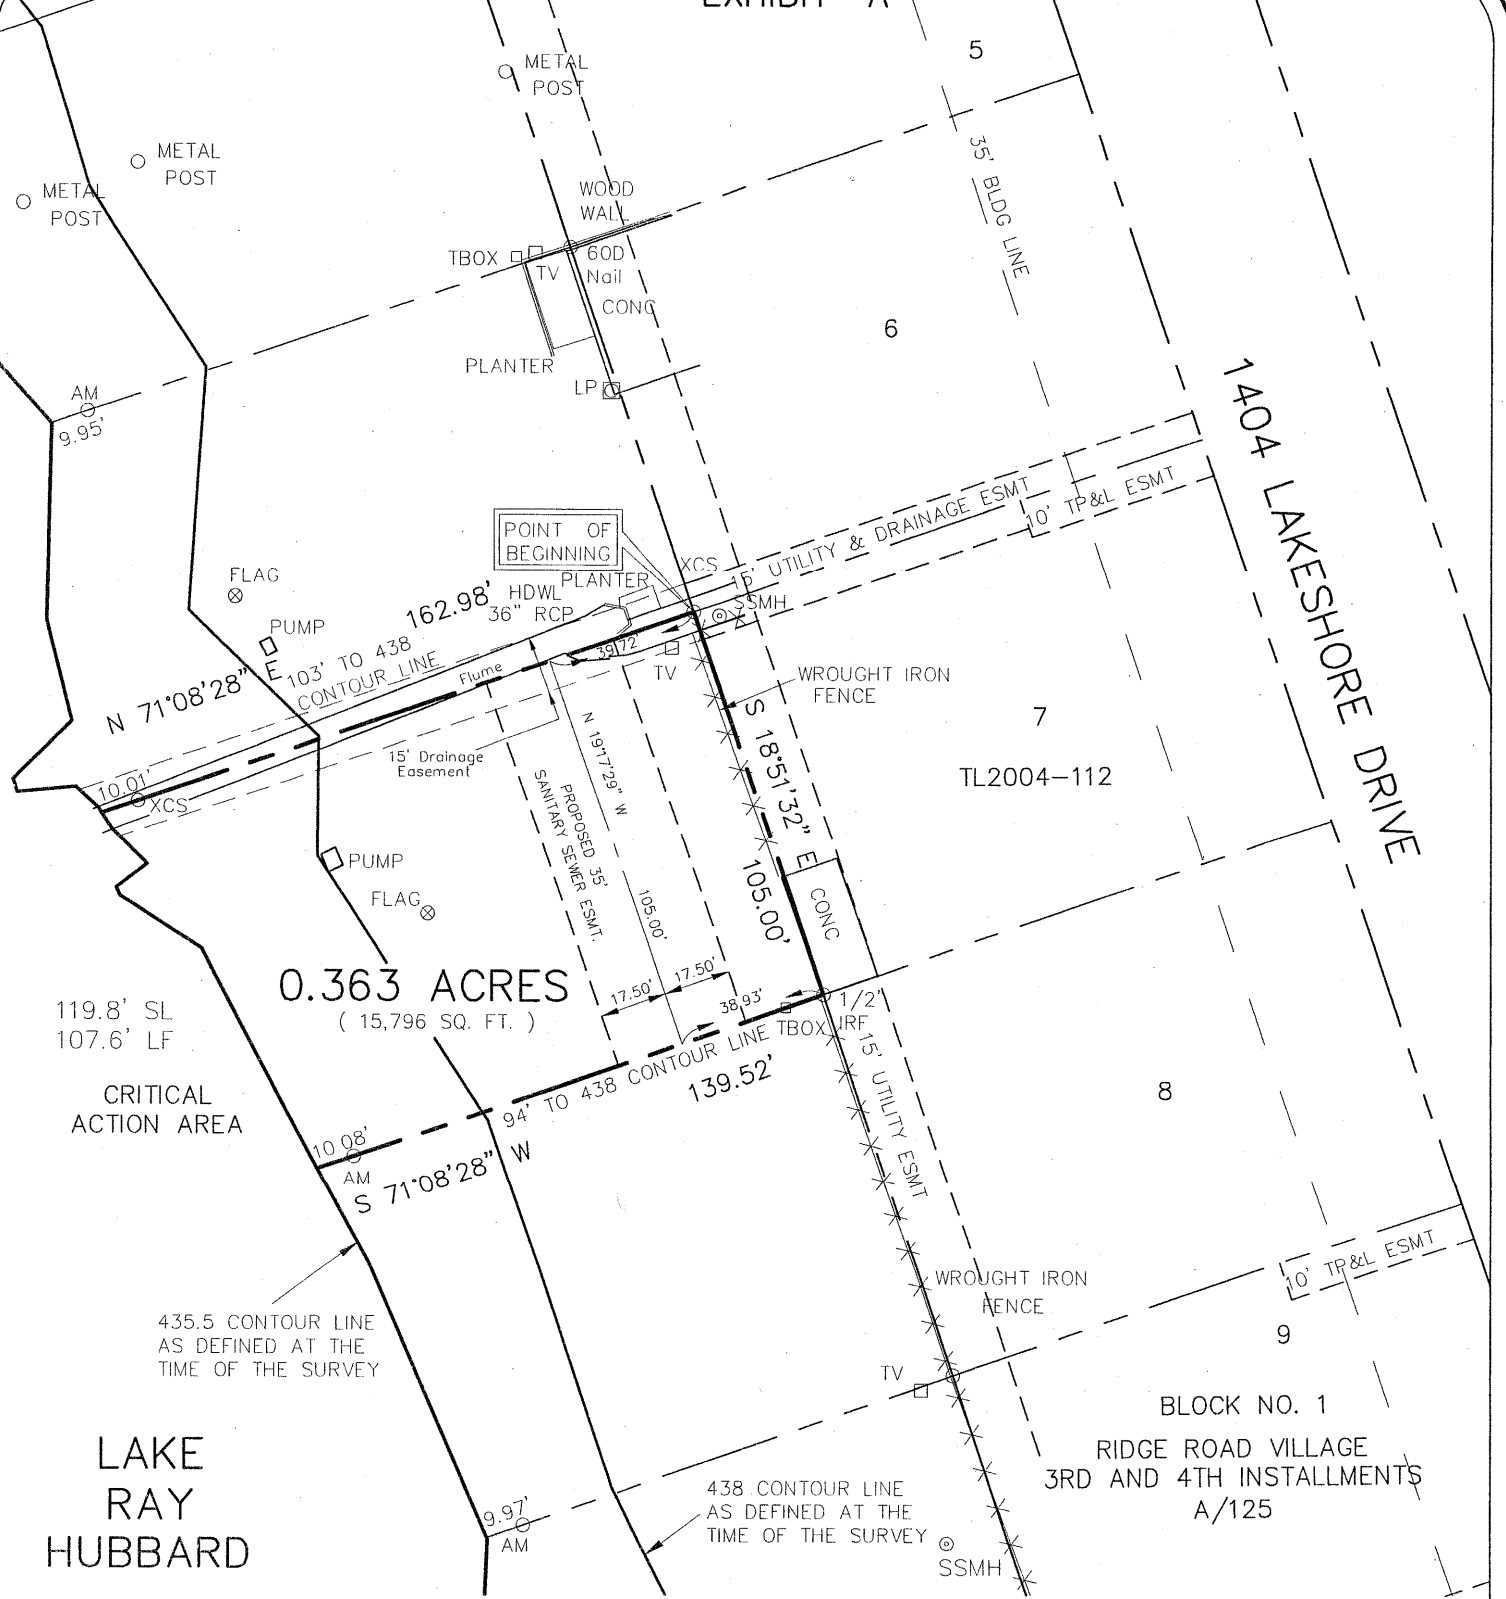 EXHIBIT "A"
5
METAL
POST
METAL
POST
METAL
POST
35' BLDG LINE
WOOD
WALL
TBOX
TV
60D
Nail
CONC
PLANTER
LP
6
AM
9.95'
1404 LAKESHORE DRIVE
15' UTILITY & DRAINAGE ESMT
10' TP&L ESMT
POINT OF
BEGINNING
XCS
PLANTER
HDWL
36" RCP
SSMH
FLAG
PUMP
162.98'
N 71°08'28" E
103' TO 438
CONTOUR LINE
Flume
39.72'
TV
WROUGHT IRON
FENCE
15' Drainage
Easement
10.01'
XCS
N 19°17'29" W
105.00'
PROPOSED 35'
SANITARY SEWER ESMT.
S 18°51'32" E
105.00'
7
TL2004-112
PUMP
FLAG
CONC
0.363 ACRES
( 15,796 SQ. FT. )
17.50'
17.50'
38.93'
TBOX
1/2"
IRF
119.8' SL
107.6' LF
CRITICAL
ACTION AREA
94' TO 438 CONTOUR LINE
139.52'
15' UTILITY ESMT
8
10.08'
AM
S 71°08'28" W
WROUGHT IRON
FENCE
10' TP&L ESMT
435.5 CONTOUR LINE
AS DEFINED AT THE
TIME OF THE SURVEY
9
TV
BLOCK NO. 1
RIDGE ROAD VILLAGE
3RD AND 4TH INSTALLMENTS
A/125
LAKE
RAY
HUBBARD
438 CONTOUR LINE
AS DEFINED AT THE
TIME OF THE SURVEY
9.97'
AM
SSMH